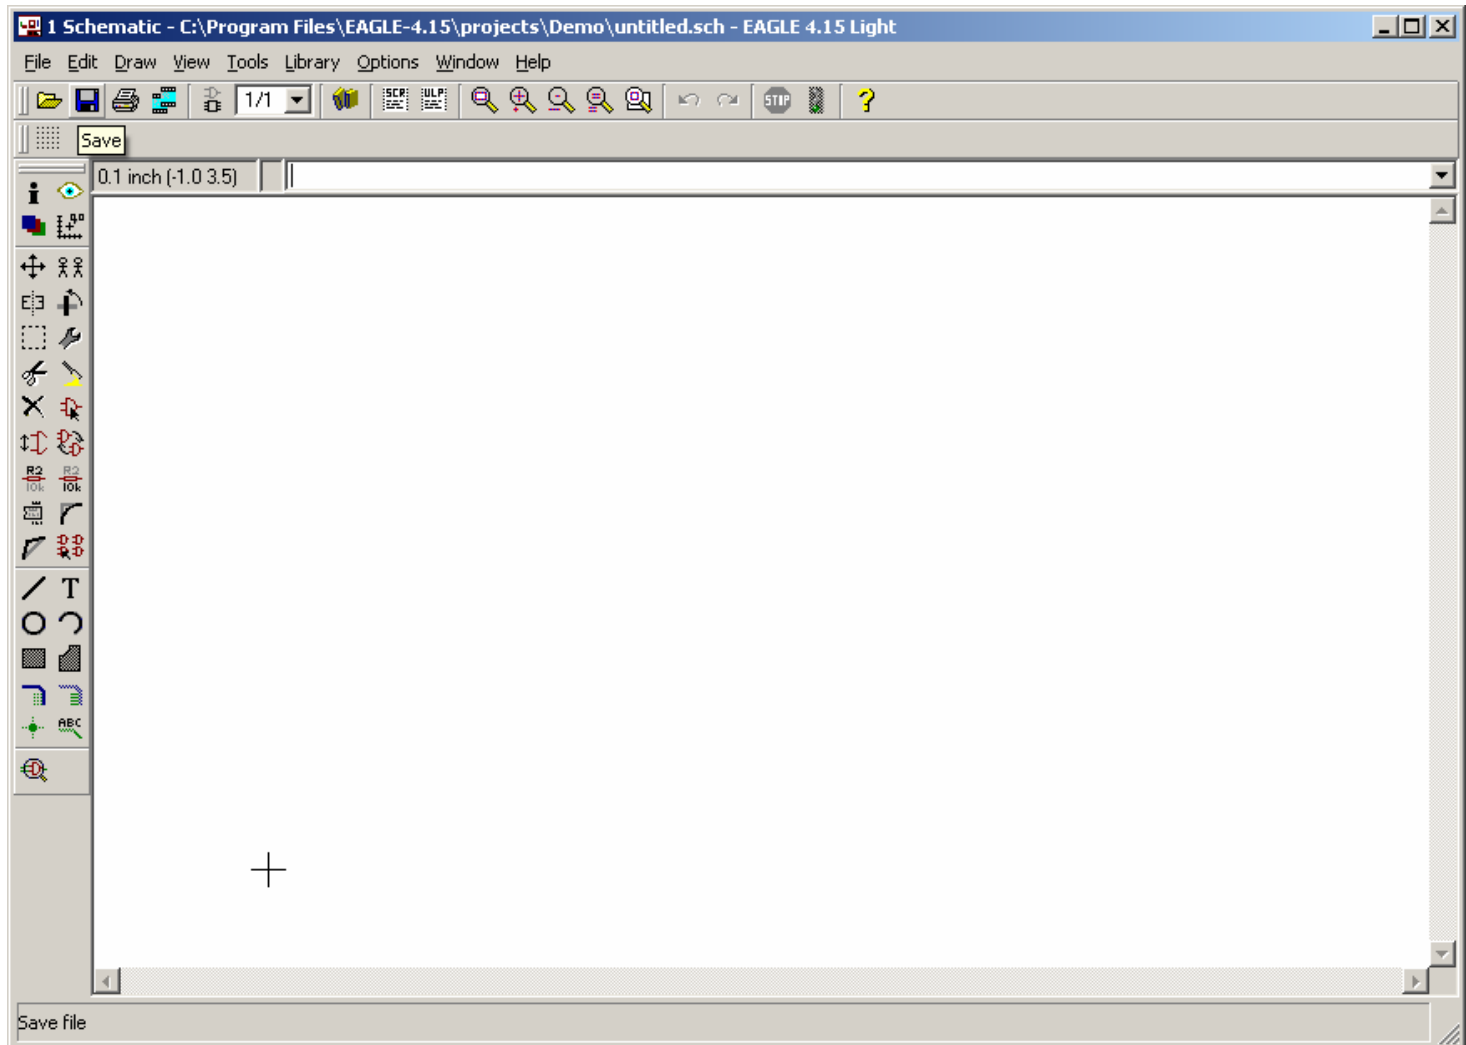 1 Schematic - C:\Program Files\EAGLE-4.15\projects\Demo\untitled.sch - EAGLE 4.15 Light
File Edit Draw View Tools Library Options Window Help
1/1 SCR ULP STOP ?
Save
0.1 inch (-1.0 3.5)
R2 R2
10k 10k
T
ABC
Save file